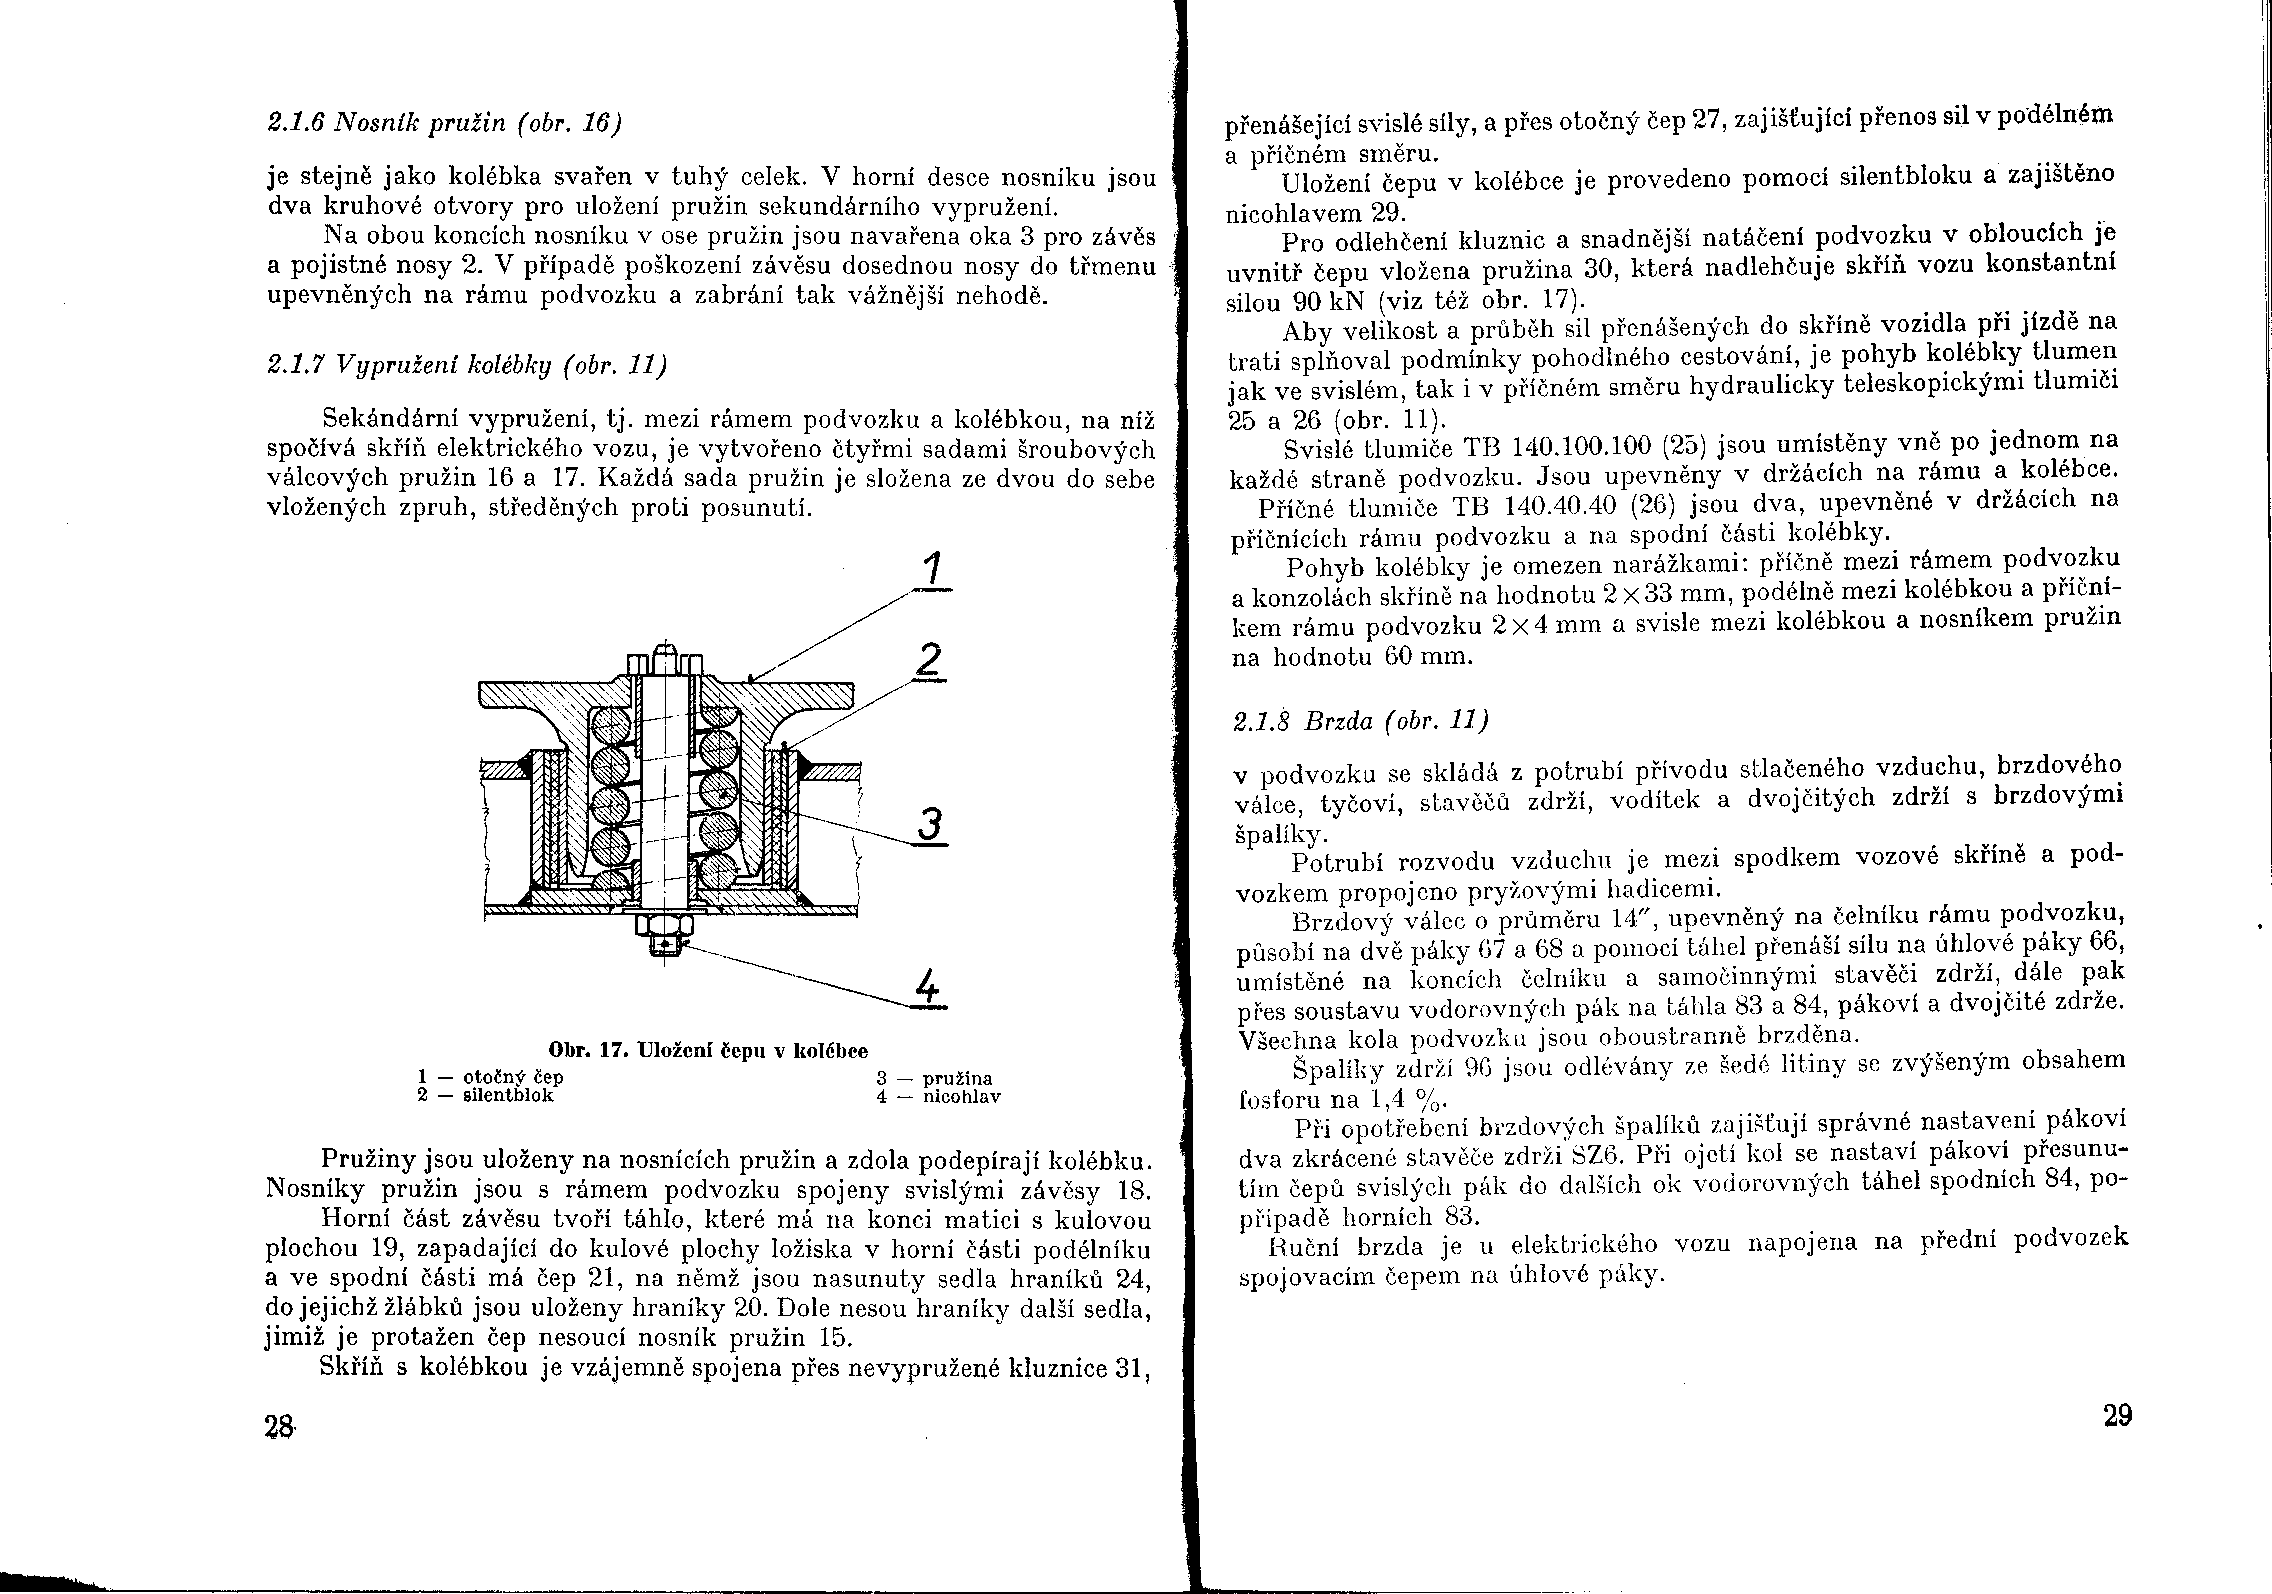 2.1.6 Nosník pružin (obr. 16)
je stejně jako kolébka svařen v tuhý celek. V horní desce nosníku jsou
dva kruhové otvory pro uložení pružin sekundárního vypružení.
Na obou koncích nosníku v ose pružin jsou navařena oka 3 pro závěs
a pojistné nosy 2. V případě poškození závěsu dosednou nosy do třmenu
upevněných na rámu podvozku a zabrání tak vážnější nehodě.
2.1.7 Vypružení kolébky (obr. 11)
Sekándární vypružení, tj. mezi rámem podvozku a kolébkou, na níž
spočívá skříň elektrického vozu, je vytvořeno čtyřmi sadami šroubových
válcových pružin 16 a 17. Každá sada pružin je složena ze dvou do sebe
vložených zpruh, středěných proti posunutí.
1
2
3
4
Obr. 17. Uložení čepu v kolébce
1 — otočný čep
2 — silentblok
3 — pružina
4 — nicohlav
Pružiny jsou uloženy na nosnících pružin a zdola podepírají kolébku.
Nosníky pružin jsou s rámem podvozku spojeny svislými závěsy 18.
Horní část závěsu tvoří táhlo, které má na konci matici s kulovou
plochou 19, zapadající do kulové plochy ložiska v horní části podélníku
a ve spodní části má čep 21, na němž jsou nasunuty sedla hraníků 24,
do jejichž žlábků jsou uloženy hraníky 20. Dole nesou hraníky další sedla,
jimiž je protažen čep nesoucí nosník pružin 15.
Skříň s kolébkou je vzájemně spojena přes nevypružené kluznice 31,
28
přenášející svislé síly, a přes otočný čep 27, zajišťující přenos sil v podélném
a příčném směru.
Uložení čepu v kolébce je provedeno pomocí silentbloku a zajištěno
nicohlavem 29.
Pro odlehčení kluznic a snadnější natáčení podvozku v obloucích je
uvnitř čepu vložena pružina 30, která nadlehčuje skříň vozu konstantní
silou 90 kN (viz též obr. 17).
Aby velikost a průběh sil přenášených do skříně vozidla při jízdě na
trati splňoval podmínky pohodlného cestování, je pohyb kolébky tlumen
jak ve svislém, tak i v příčném směru hydraulicky teleskopickými tlumiči
25 a 26 (obr. 11).
Svislé tlumiče TB 140.100.100 (25) jsou umístěny vně po jednom na
každé straně podvozku. Jsou upevněny v držácích na rámu a kolébce.
Příčné tlumiče TB 140.40.40 (26) jsou dva, upevněné v držácích na
příčnících rámu podvozku a na spodní části kolébky.
Pohyb kolébky je omezen narážkami: příčně mezi rámem podvozku
a konzolách skříně na hodnotu 2 × 33 mm, podélně mezi kolébkou a příční-
kem rámu podvozku 2 × 4 mm a svisle mezi kolébkou a nosníkem pružin
na hodnotu 60 mm.
2.1.8 Brzda (obr. 11)
v podvozku se skládá z potrubí přívodu stlačeného vzduchu, brzdového
válce, tyčoví, stavěčů zdrží, vodítek a dvojčitých zdrží s brzdovými
špalíky.
Potrubí rozvodu vzduchu je mezi spodkem vozové skříně a pod-
vozkem propojeno pryžovými hadicemi.
Brzdový válec o průměru 14″, upevněný na čelníku rámu podvozku,
působí na dvě páky 67 a 68 a pomocí táhel přenáší sílu na úhlové páky 66,
umístěné na koncích čelníku a samočinnými stavěči zdrží, dále pak
přes soustavu vodorovných pák na táhla 83 a 84, pákoví a dvojčité zdrže.
Všechna kola podvozku jsou oboustranně brzděna.
Špalíky zdrží 96 jsou odlévány ze šedé litiny se zvýšeným obsahem
fosforu na 1,4 %.
Při opotřebení brzdových špalíků zajišťují správné nastavení pákoví
dva zkrácené stavěče zdrží SZ6. Při ojetí kol se nastaví pákoví přesunu-
tím čepů svislých pák do dalších ok vodorovných táhel spodních 84, po-
případě horních 83.
Ruční brzda je u elektrického vozu napojena na přední podvozek
spojovacím čepem na úhlové páky.
29